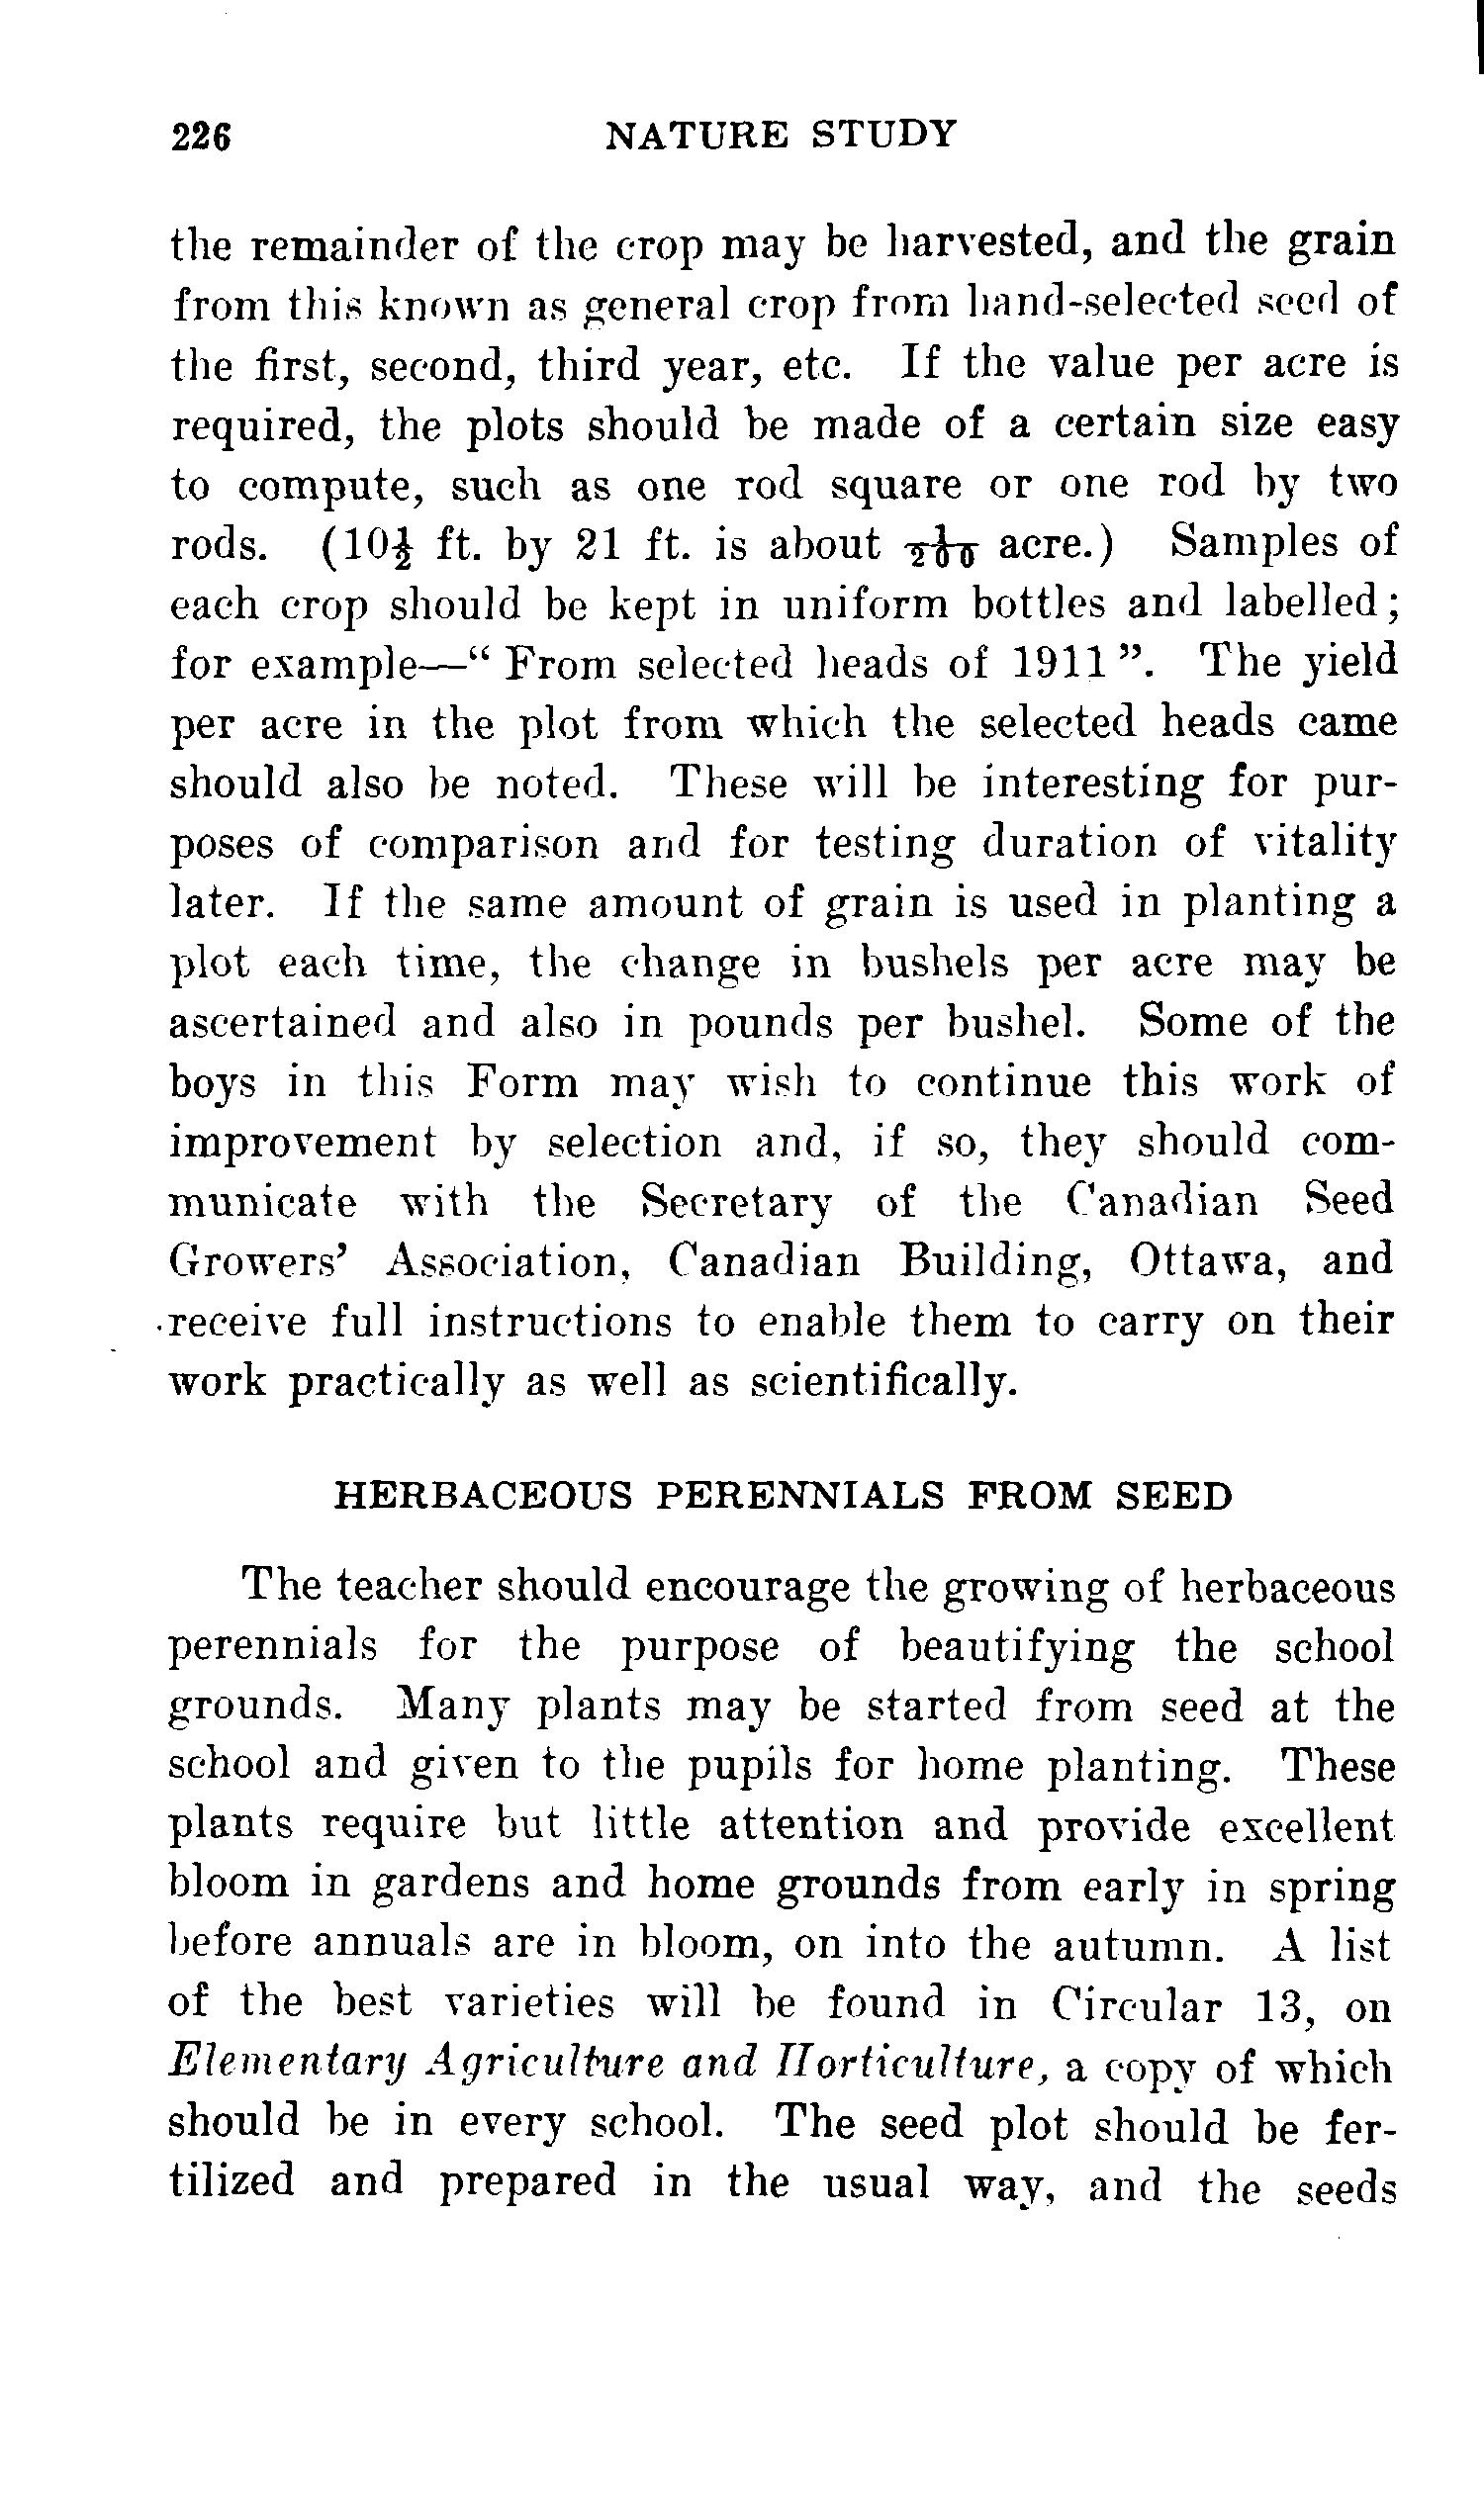 226 NATURE STUDY
the remainder of the crop may be harvested, and the grain
from this known as general crop from hand-selected seed of
the first, second, third year, etc. If the value per acre is
required, the plots should be made of a certain size easy
to compute, such as one rod square or one rod by two
rods. (10½ ft. by 21 ft. is about 1/200 acre.) Samples of
each crop should be kept in uniform bottles and labelled;
for example—" From selected heads of 1911 ". The yield
per acre in the plot from which the selected heads came
should also be noted. These will be interesting for pur-
poses of comparison and for testing duration of vitality
later. If the same amount of grain is used in planting a
plot each time, the change in bushels per acre may be
ascertained and also in pounds per bushel. Some of the
boys in this Form may wish to continue this work of
improvement by selection and, if so, they should com-
municate with the Secretary of the Canadian Seed
Growers' Association, Canadian Building, Ottawa, and
receive full instructions to enable them to carry on their
work practically as well as scientifically.
HERBACEOUS PERENNIALS FROM SEED
The teacher should encourage the growing of herbaceous
perennials for the purpose of beautifying the school
grounds. Many plants may be started from seed at the
school and given to the pupils for home planting. These
plants require but little attention and provide excellent
bloom in gardens and home grounds from early in spring
before annuals are in bloom, on into the autumn. A list
of the best varieties will be found in Circular 13, on
Elementary Agriculture and Horticulture, a copy of which
should be in every school. The seed plot should be fer-
tilized and prepared in the usual way, and the seeds